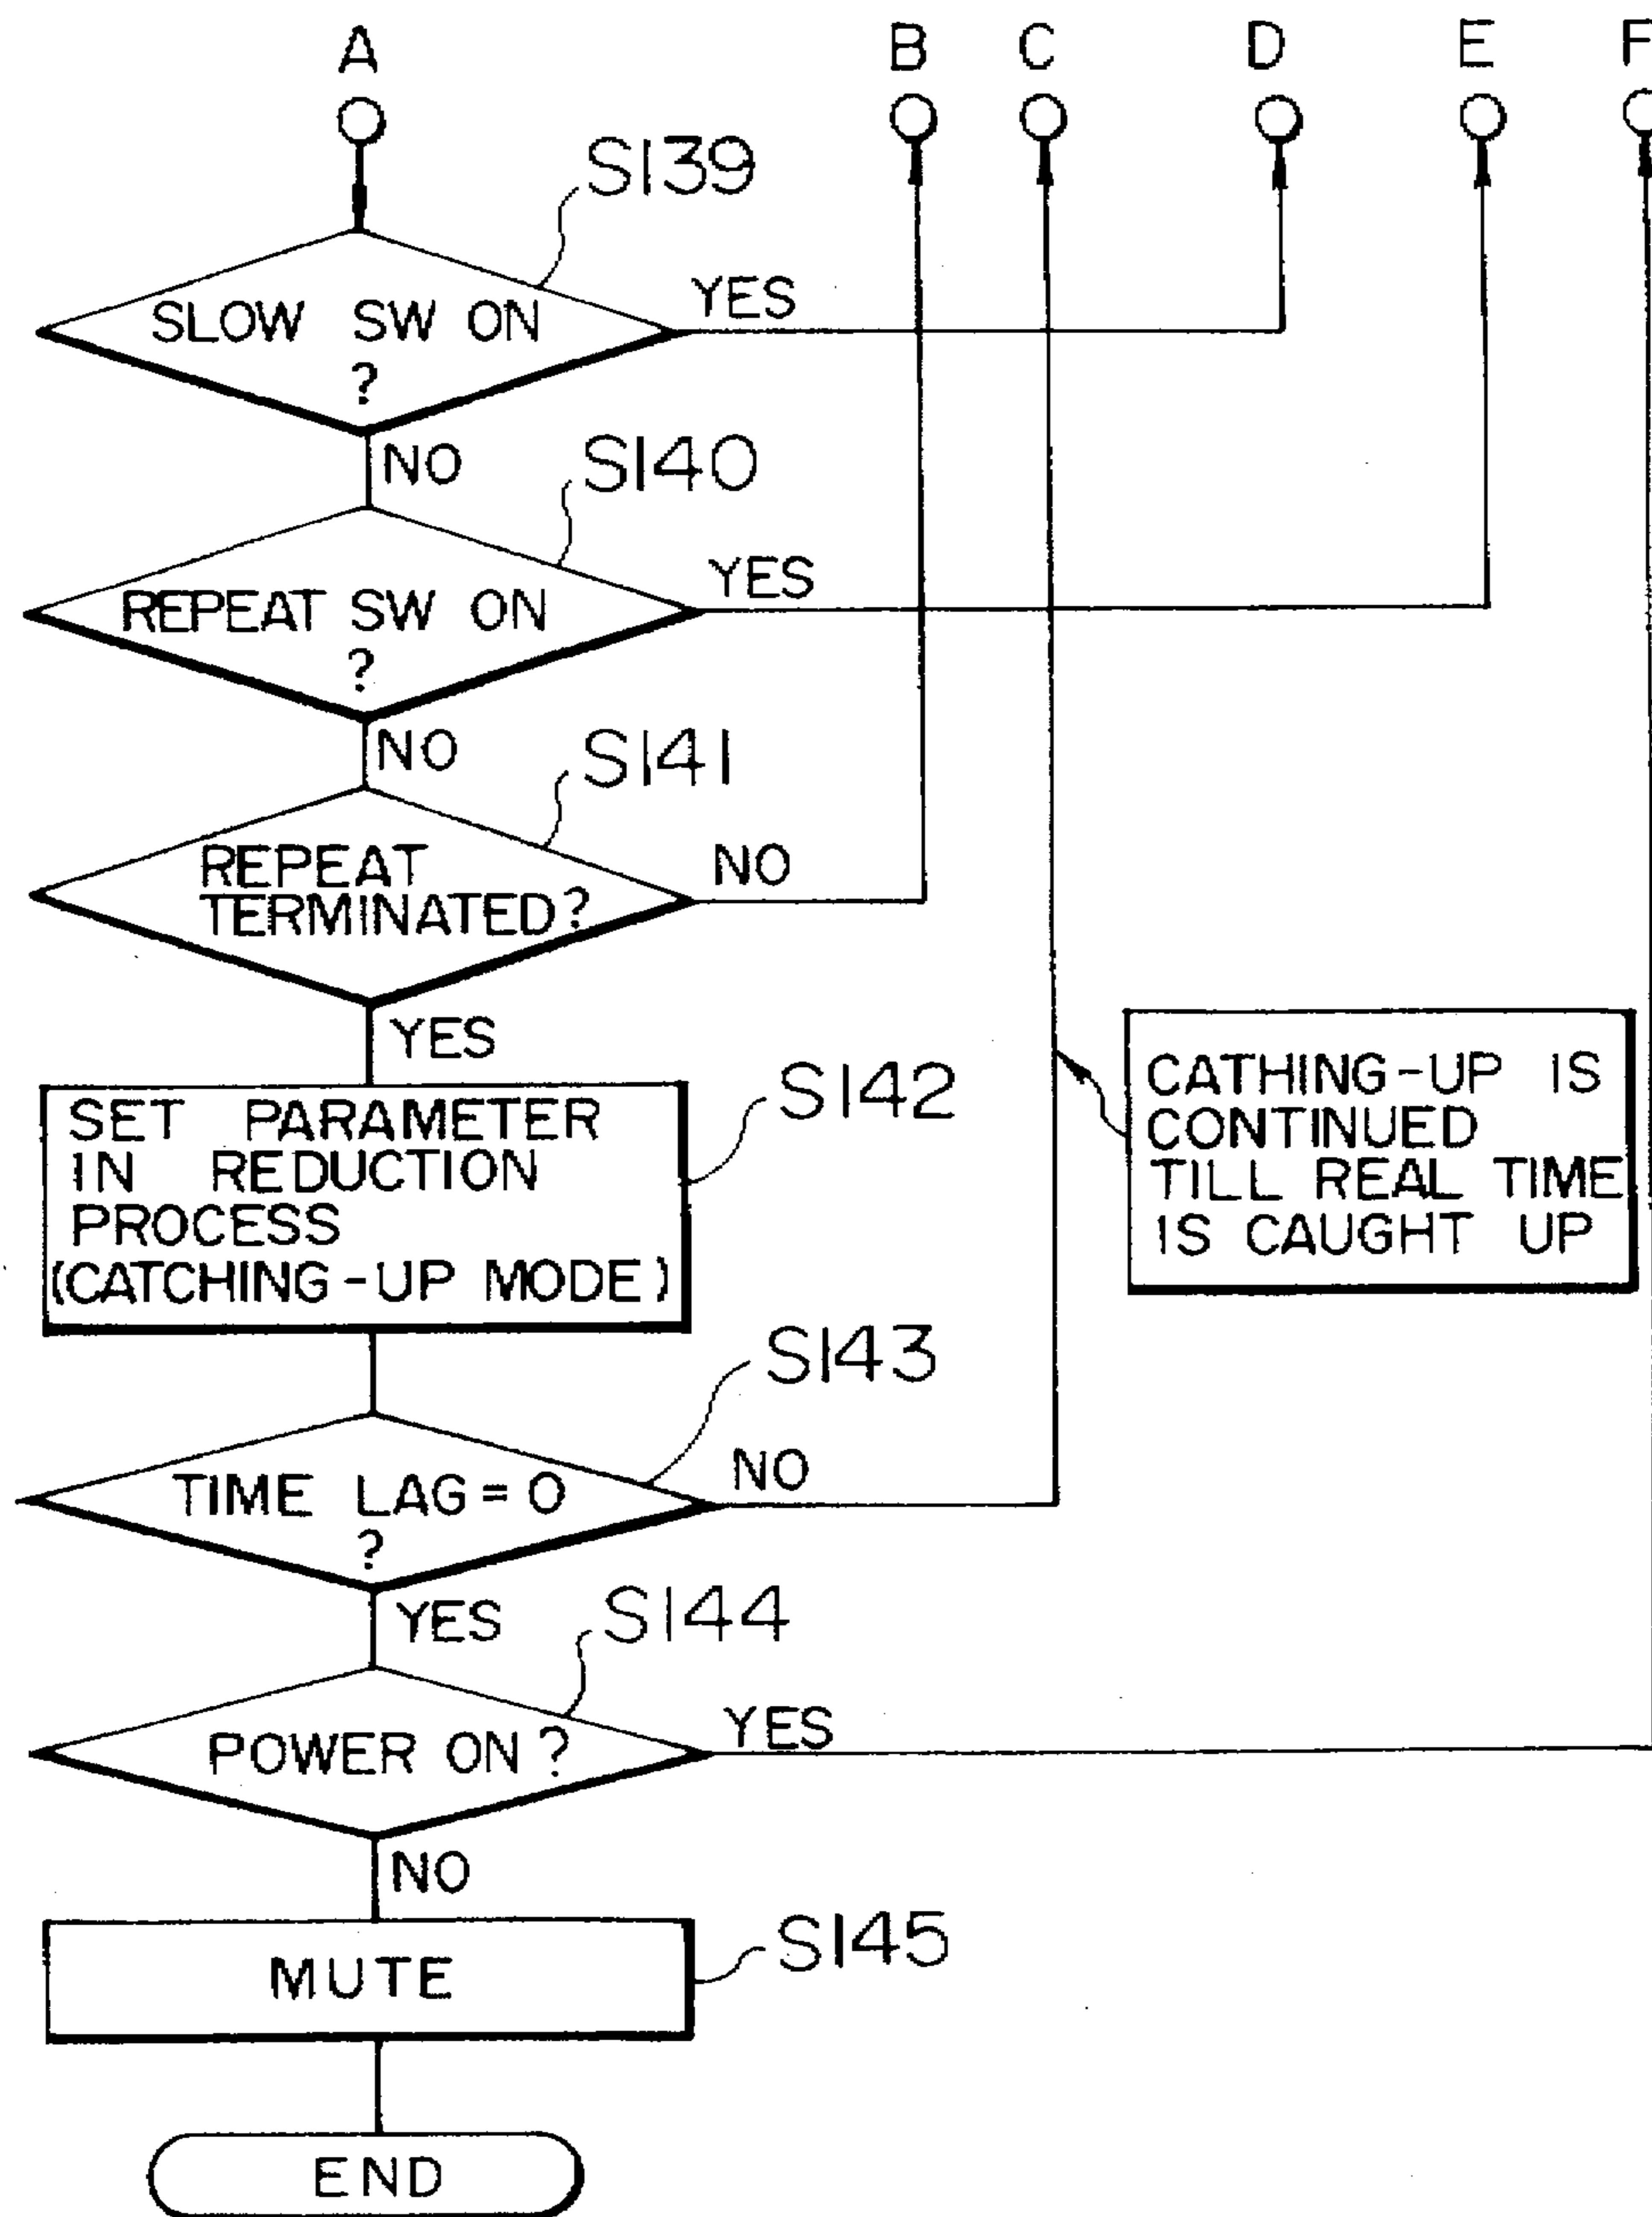 A B C D E F
S139
SLOW SW ON
?
YES
NO
S140
REPEAT SW ON
?
YES
NO
S141
REPEAT
TERMINATED?
NO
YES
S142
SET PARAMETER
IN REDUCTION
PROCESS
(CATCHING-UP MODE)
CATHING-UP IS
CONTINUED
TILL REAL TIME
IS CAUGHT UP
S143
TIME LAG = 0
?
NO
YES
S144
POWER ON?
YES
NO
S145
MUTE
END